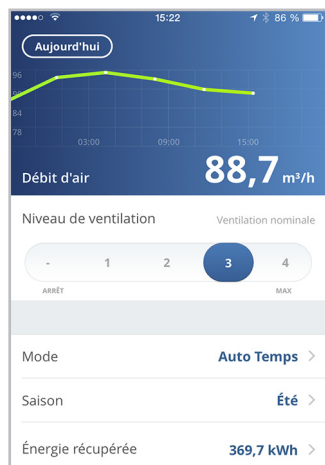 15:22 86 %
Aujourd'hui
96
90
84
78
03:00 09:00 15:00
Débit d'air 88,7 m³/h
Niveau de ventilation Ventilation nominale
- 1 2 3 4
ARRÊT MAX
Mode Auto Temps
Saison Été
Énergie récupérée 369,7 kWh